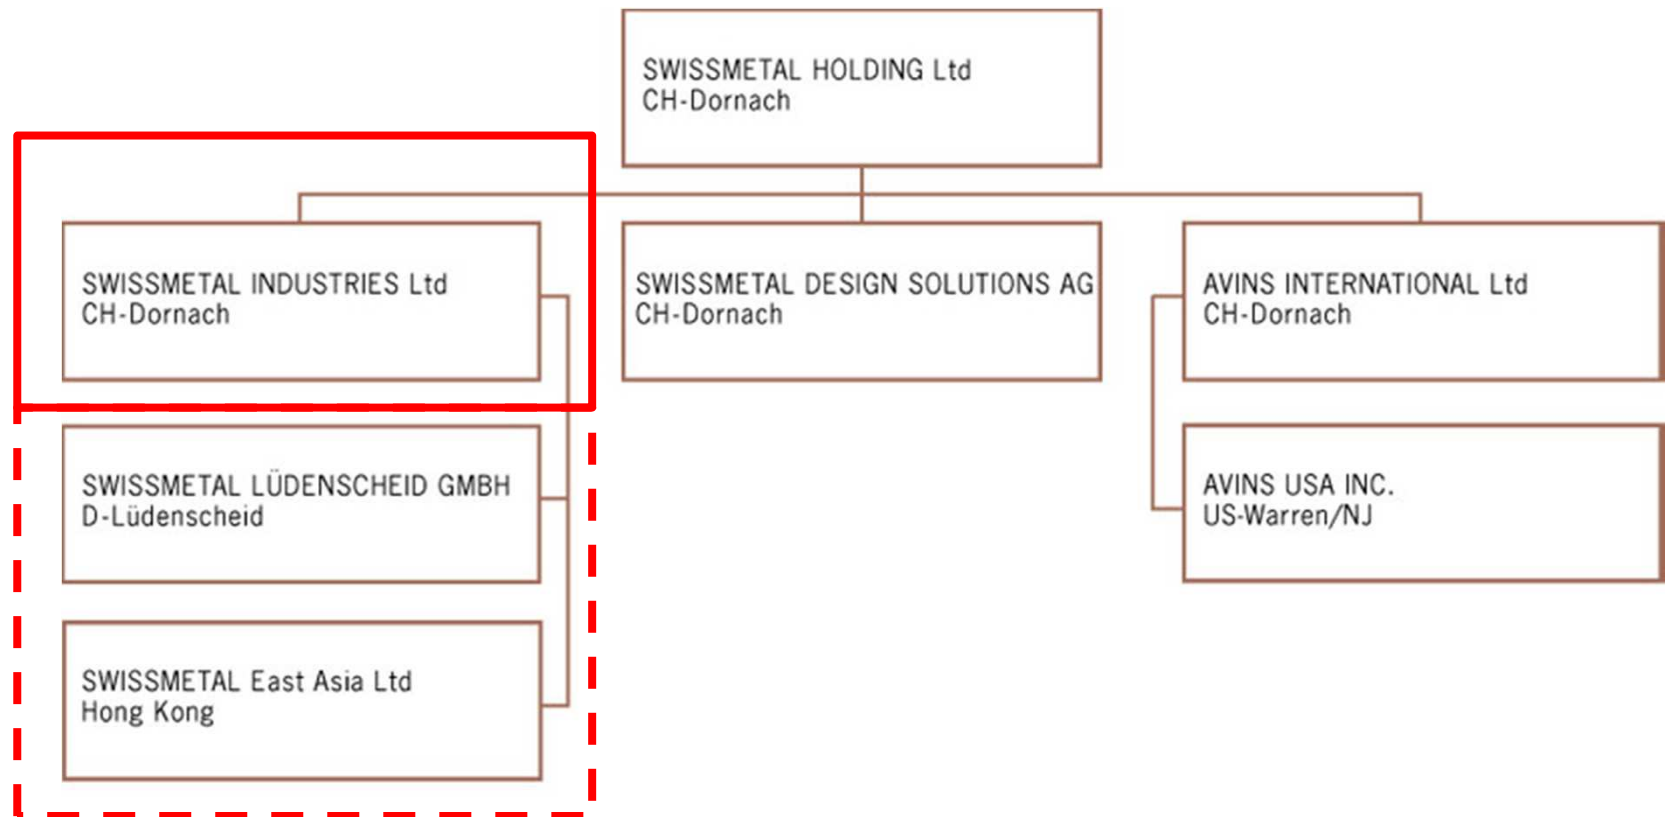 SWISSMETAL HOLDING Ltd
CH-Dornach
SWISSMETAL INDUSTRIES Ltd
CH-Dornach
SWISSMETAL DESIGN SOLUTIONS AG
CH-Dornach
AVINS INTERNATIONAL Ltd
CH-Dornach
SWISSMETAL LÜDENSCHEID GMBH
D-Lüdenscheid
AVINS USA INC.
US-Warren/NJ
SWISSMETAL East Asia Ltd
Hong Kong